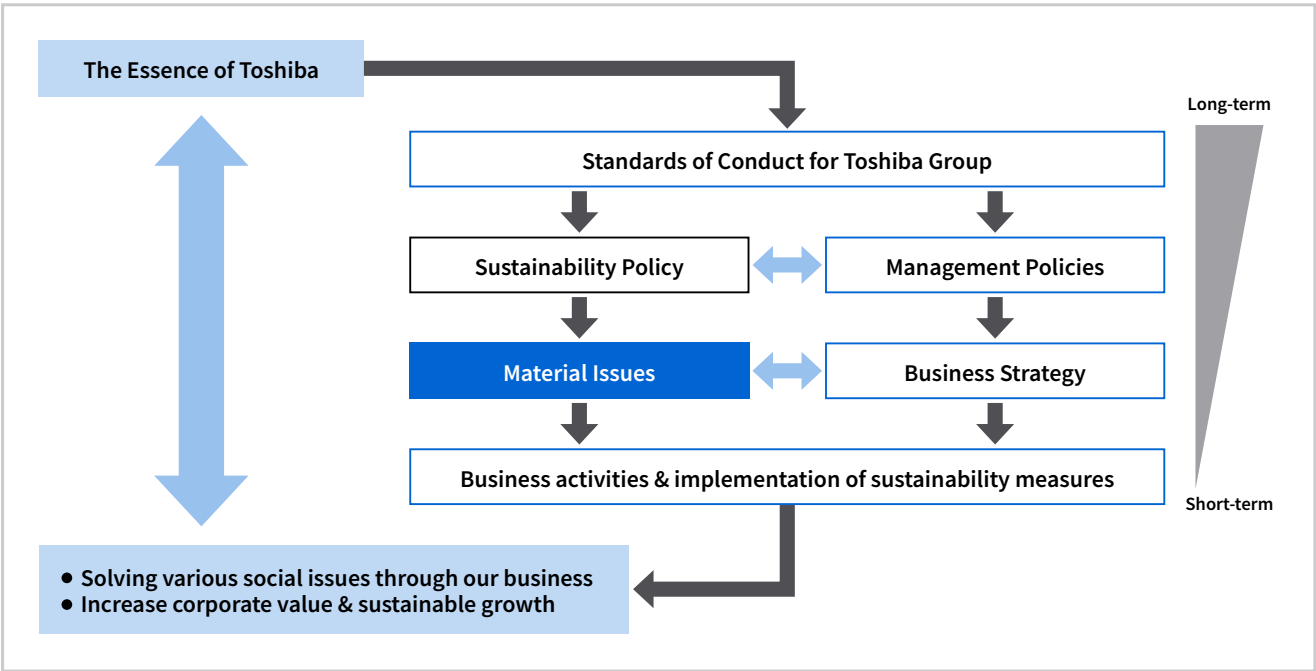 The Essence of Toshiba
Long-term
Standards of Conduct for Toshiba Group
Sustainability Policy
Management Policies
Material Issues
Business Strategy
Business activities & implementation of sustainability measures
Short-term
● Solving various social issues through our business
● Increase corporate value & sustainable growth